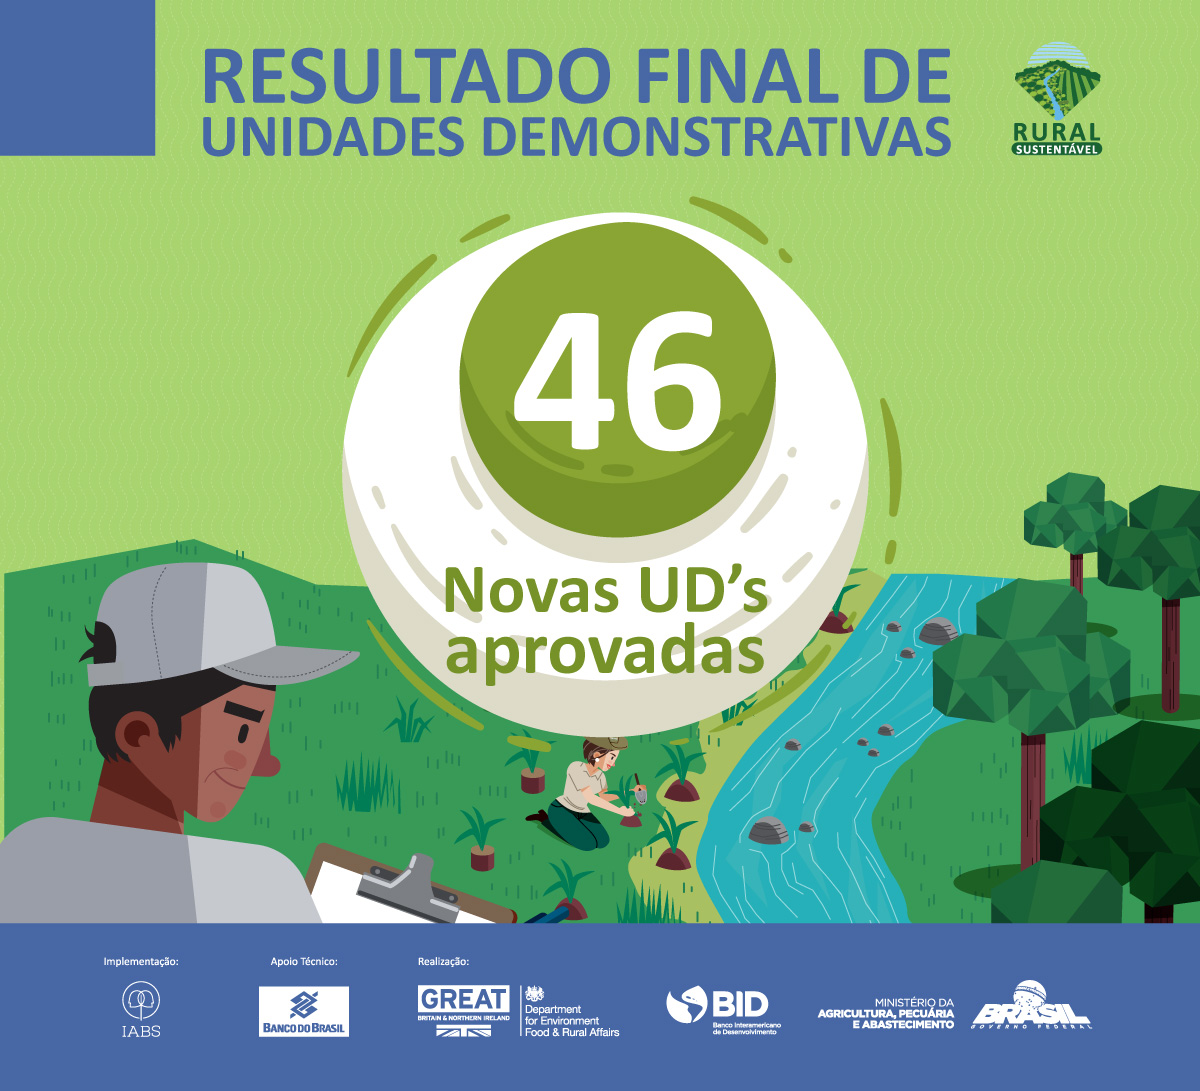 RESULTADO FINAL DE
UNIDADES DEMONSTRATIVAS
RURAL
SUSTENTÁVEL
46
Novas UD's
aprovadas
Implementação:
IABS
Apoio Técnico:
BANCO DO BRASIL
Realização:
GREAT
BRITAIN & NORTHERN IRELAND
Department
for Environment
Food & Rural Affairs
BID
Banco Interamericano
de Desenvolvimento
MINISTÉRIO DA
AGRICULTURA, PECUÁRIA
E ABASTECIMENTO
BRASIL
GOVERNO FEDERAL